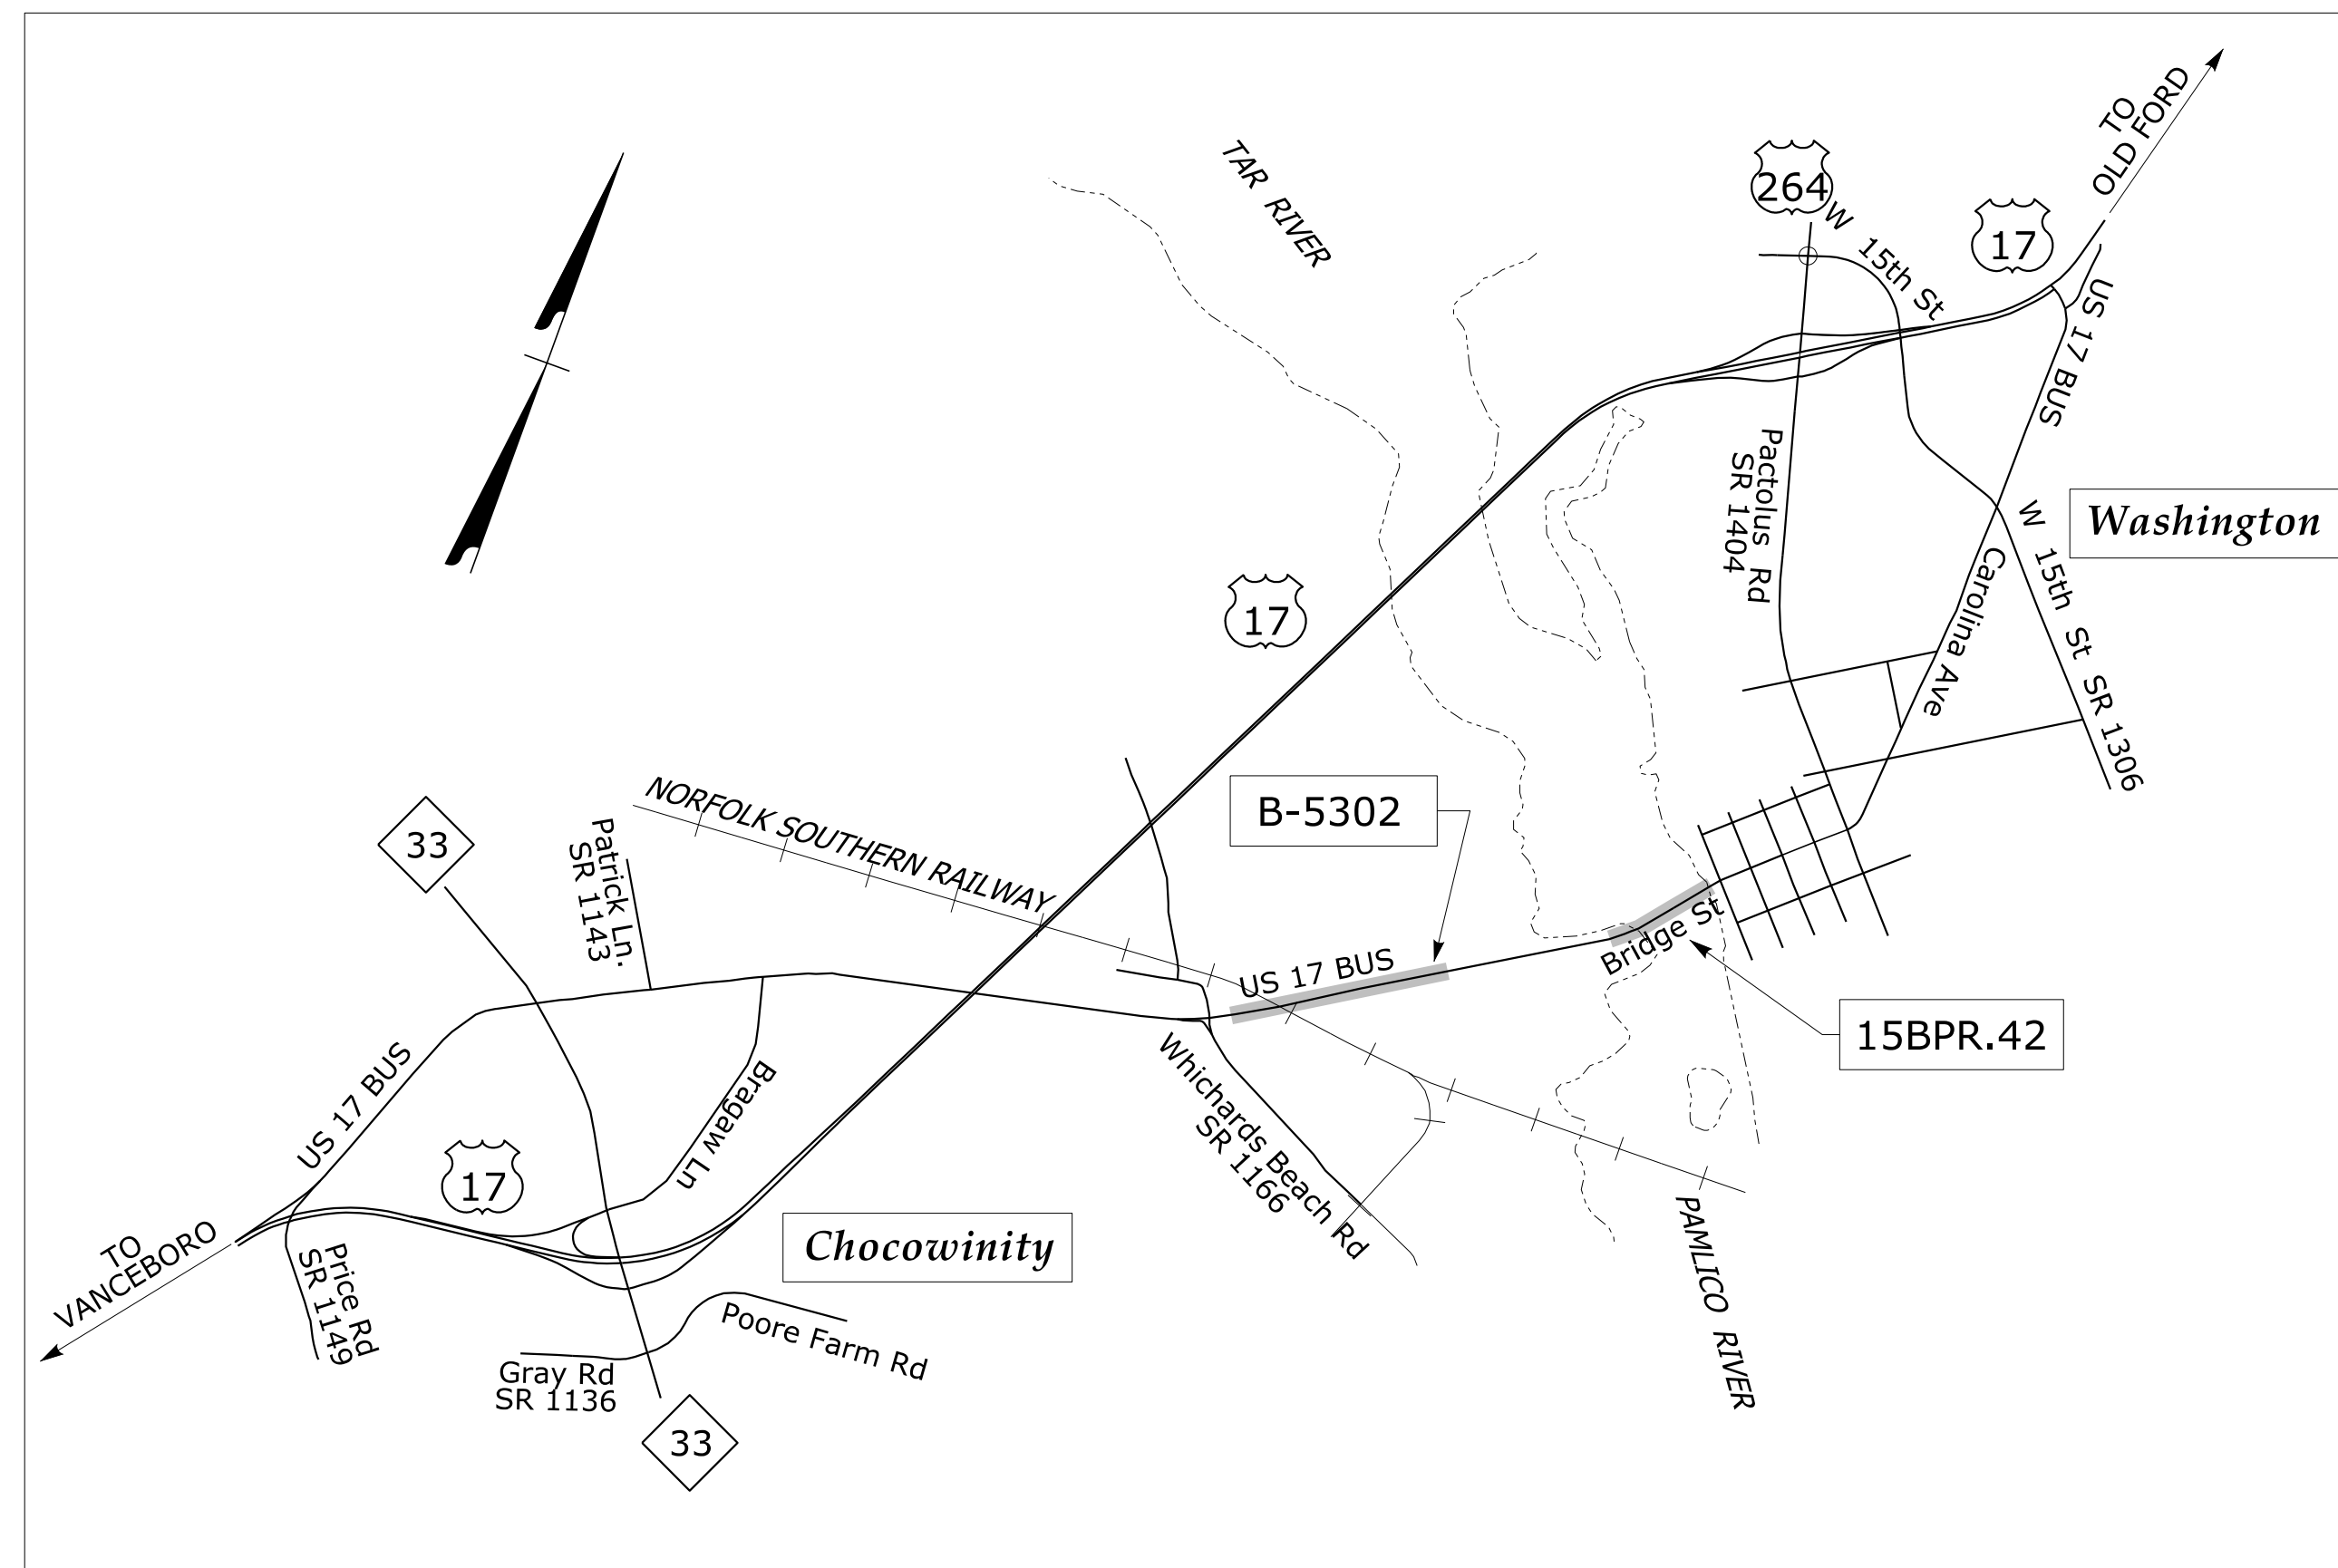 TO
OLD FORD
TAR RIVER
264
W 15th St
17
US 17 BUS
Pactolus Rd
SR 1404
Washington
W 15th St SR 1306
Carolina Ave
17
NORFOLK SOUTHERN RAILWAY
B-5302
33
Patrick Ln.
SR 1143
US 17 BUS
Bridge St
15BPR.42
US 17 BUS
Bragaw Ln
Whichards Beach Rd
SR 1166
17
TO
VANCEBORO
Price Rd
SR 1149
Chocowinity
PAMLICO RIVER
Poore Farm Rd
Gray Rd
SR 1136
33